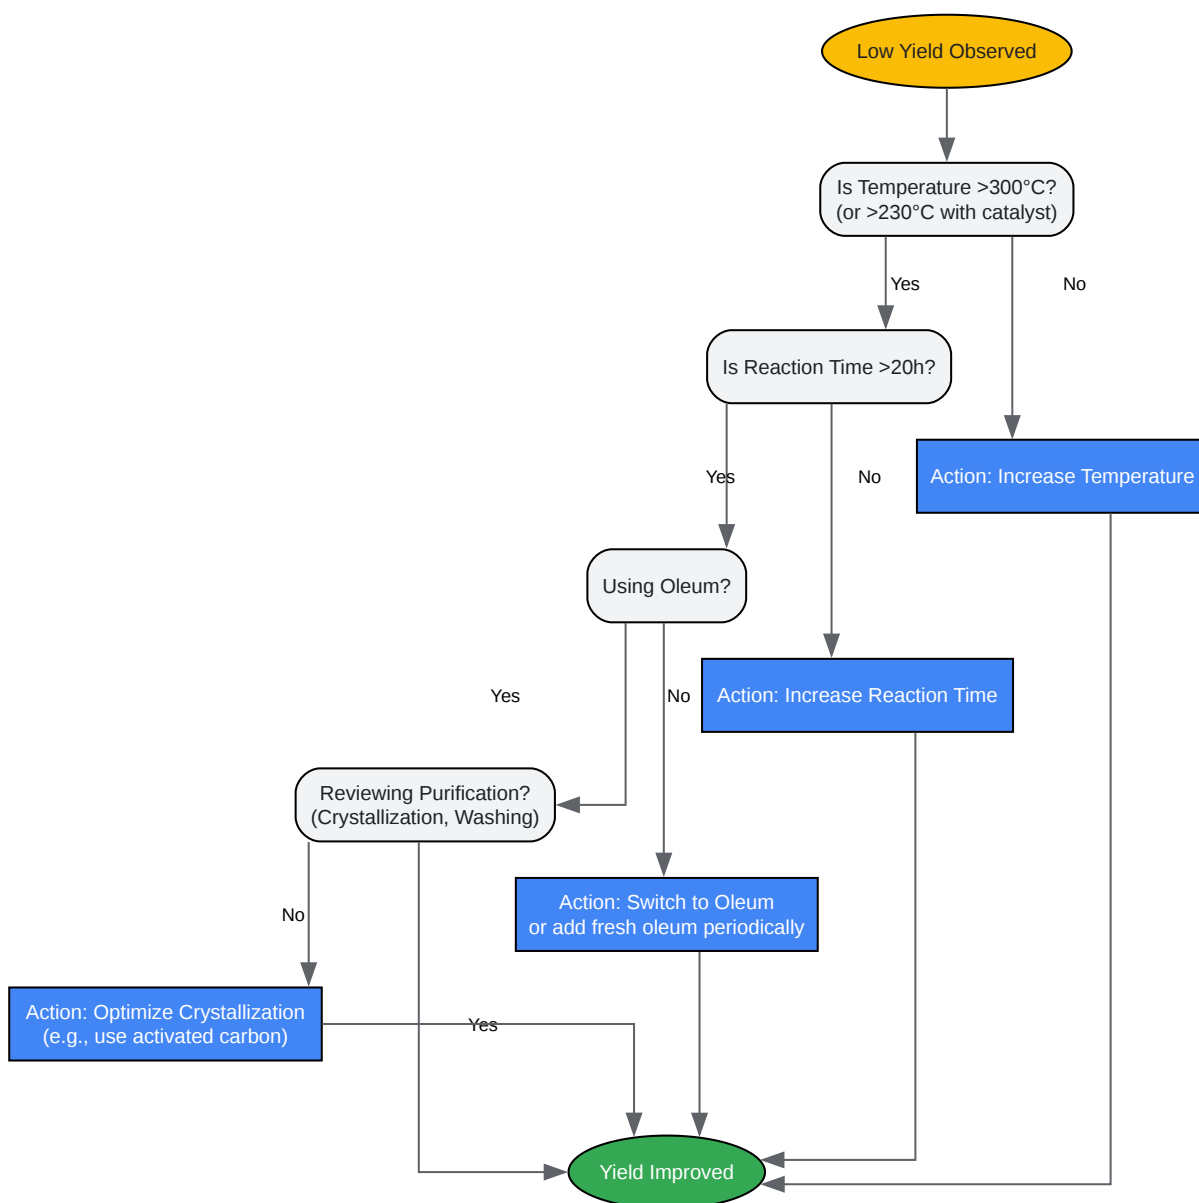 Low Yield Observed
Is Temperature >300°C?
(or >230°C with catalyst)
Yes
No
Is Reaction Time >20h?
Yes
No
Action: Increase Temperature
Using Oleum?
Yes
No
Action: Increase Reaction Time
Reviewing Purification?
(Crystallization, Washing)
No
Action: Switch to Oleum
or add fresh oleum periodically
Action: Optimize Crystallization
(e.g., use activated carbon)
Yes
Yield Improved